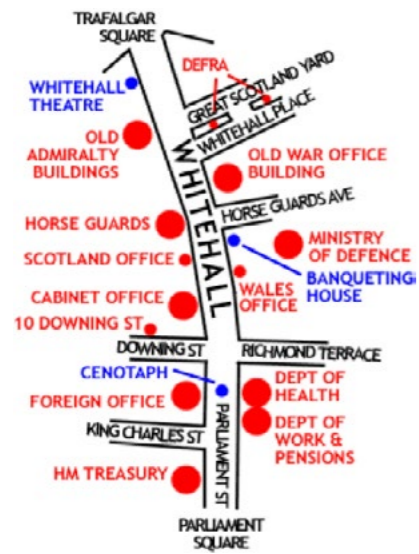 TRAFALGAR
SQUARE
DEFRA
WHITEHALL
THEATRE
GREAT SCOTLAND YARD
WHITEHALL PLACE
OLD
ADMIRALTY
BUILDINGS
OLD WAR OFFICE
BUILDING
WHITEHALL
HORSE GUARDS AVE
HORSE GUARDS
MINISTRY
OF DEFENCE
SCOTLAND OFFICE
BANQUETING
HOUSE
WALES
OFFICE
CABINET OFFICE
10 DOWNING ST
DOWNING ST
RICHMOND TERRACE
CENOTAPH
DEPT OF
HEALTH
FOREIGN OFFICE
PARLIAMENT ST
DEPT OF
WORK &
PENSIONS
KING CHARLES ST
HM TREASURY
PARLIAMENT
SQUARE